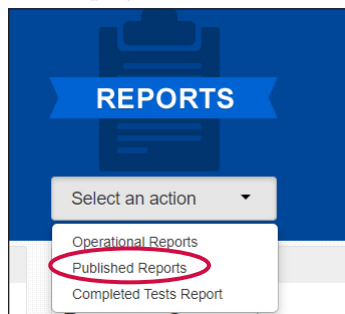 REPORTS
Select an action
Operational Reports
Published Reports
Completed Tests Report